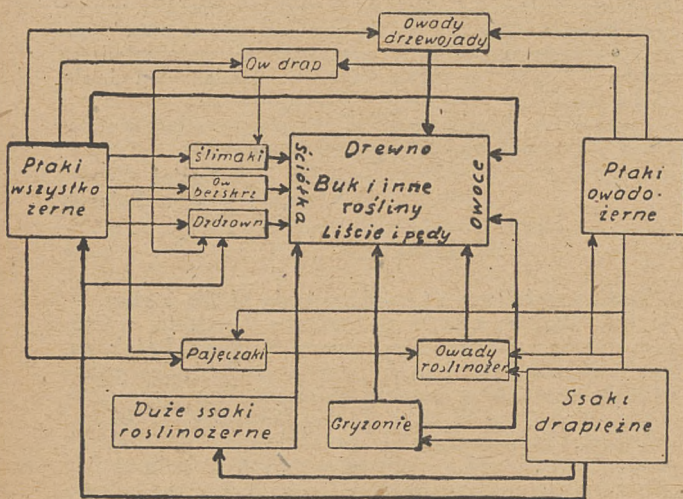 Owady
drzewojady
Ow drap
Ptaki
wszystko
żerne
Ślimaki
Ow
bezskrz
Dżdżown
Ściółka
Drewno
Buk i inne
rośliny
Liście i pędy
owoce
Ptaki
owado-
żerne
Pajęczaki
Owady
roślinożer
Duże ssaki
roślinożerne
Gryzonie
Ssaki
drapieżne